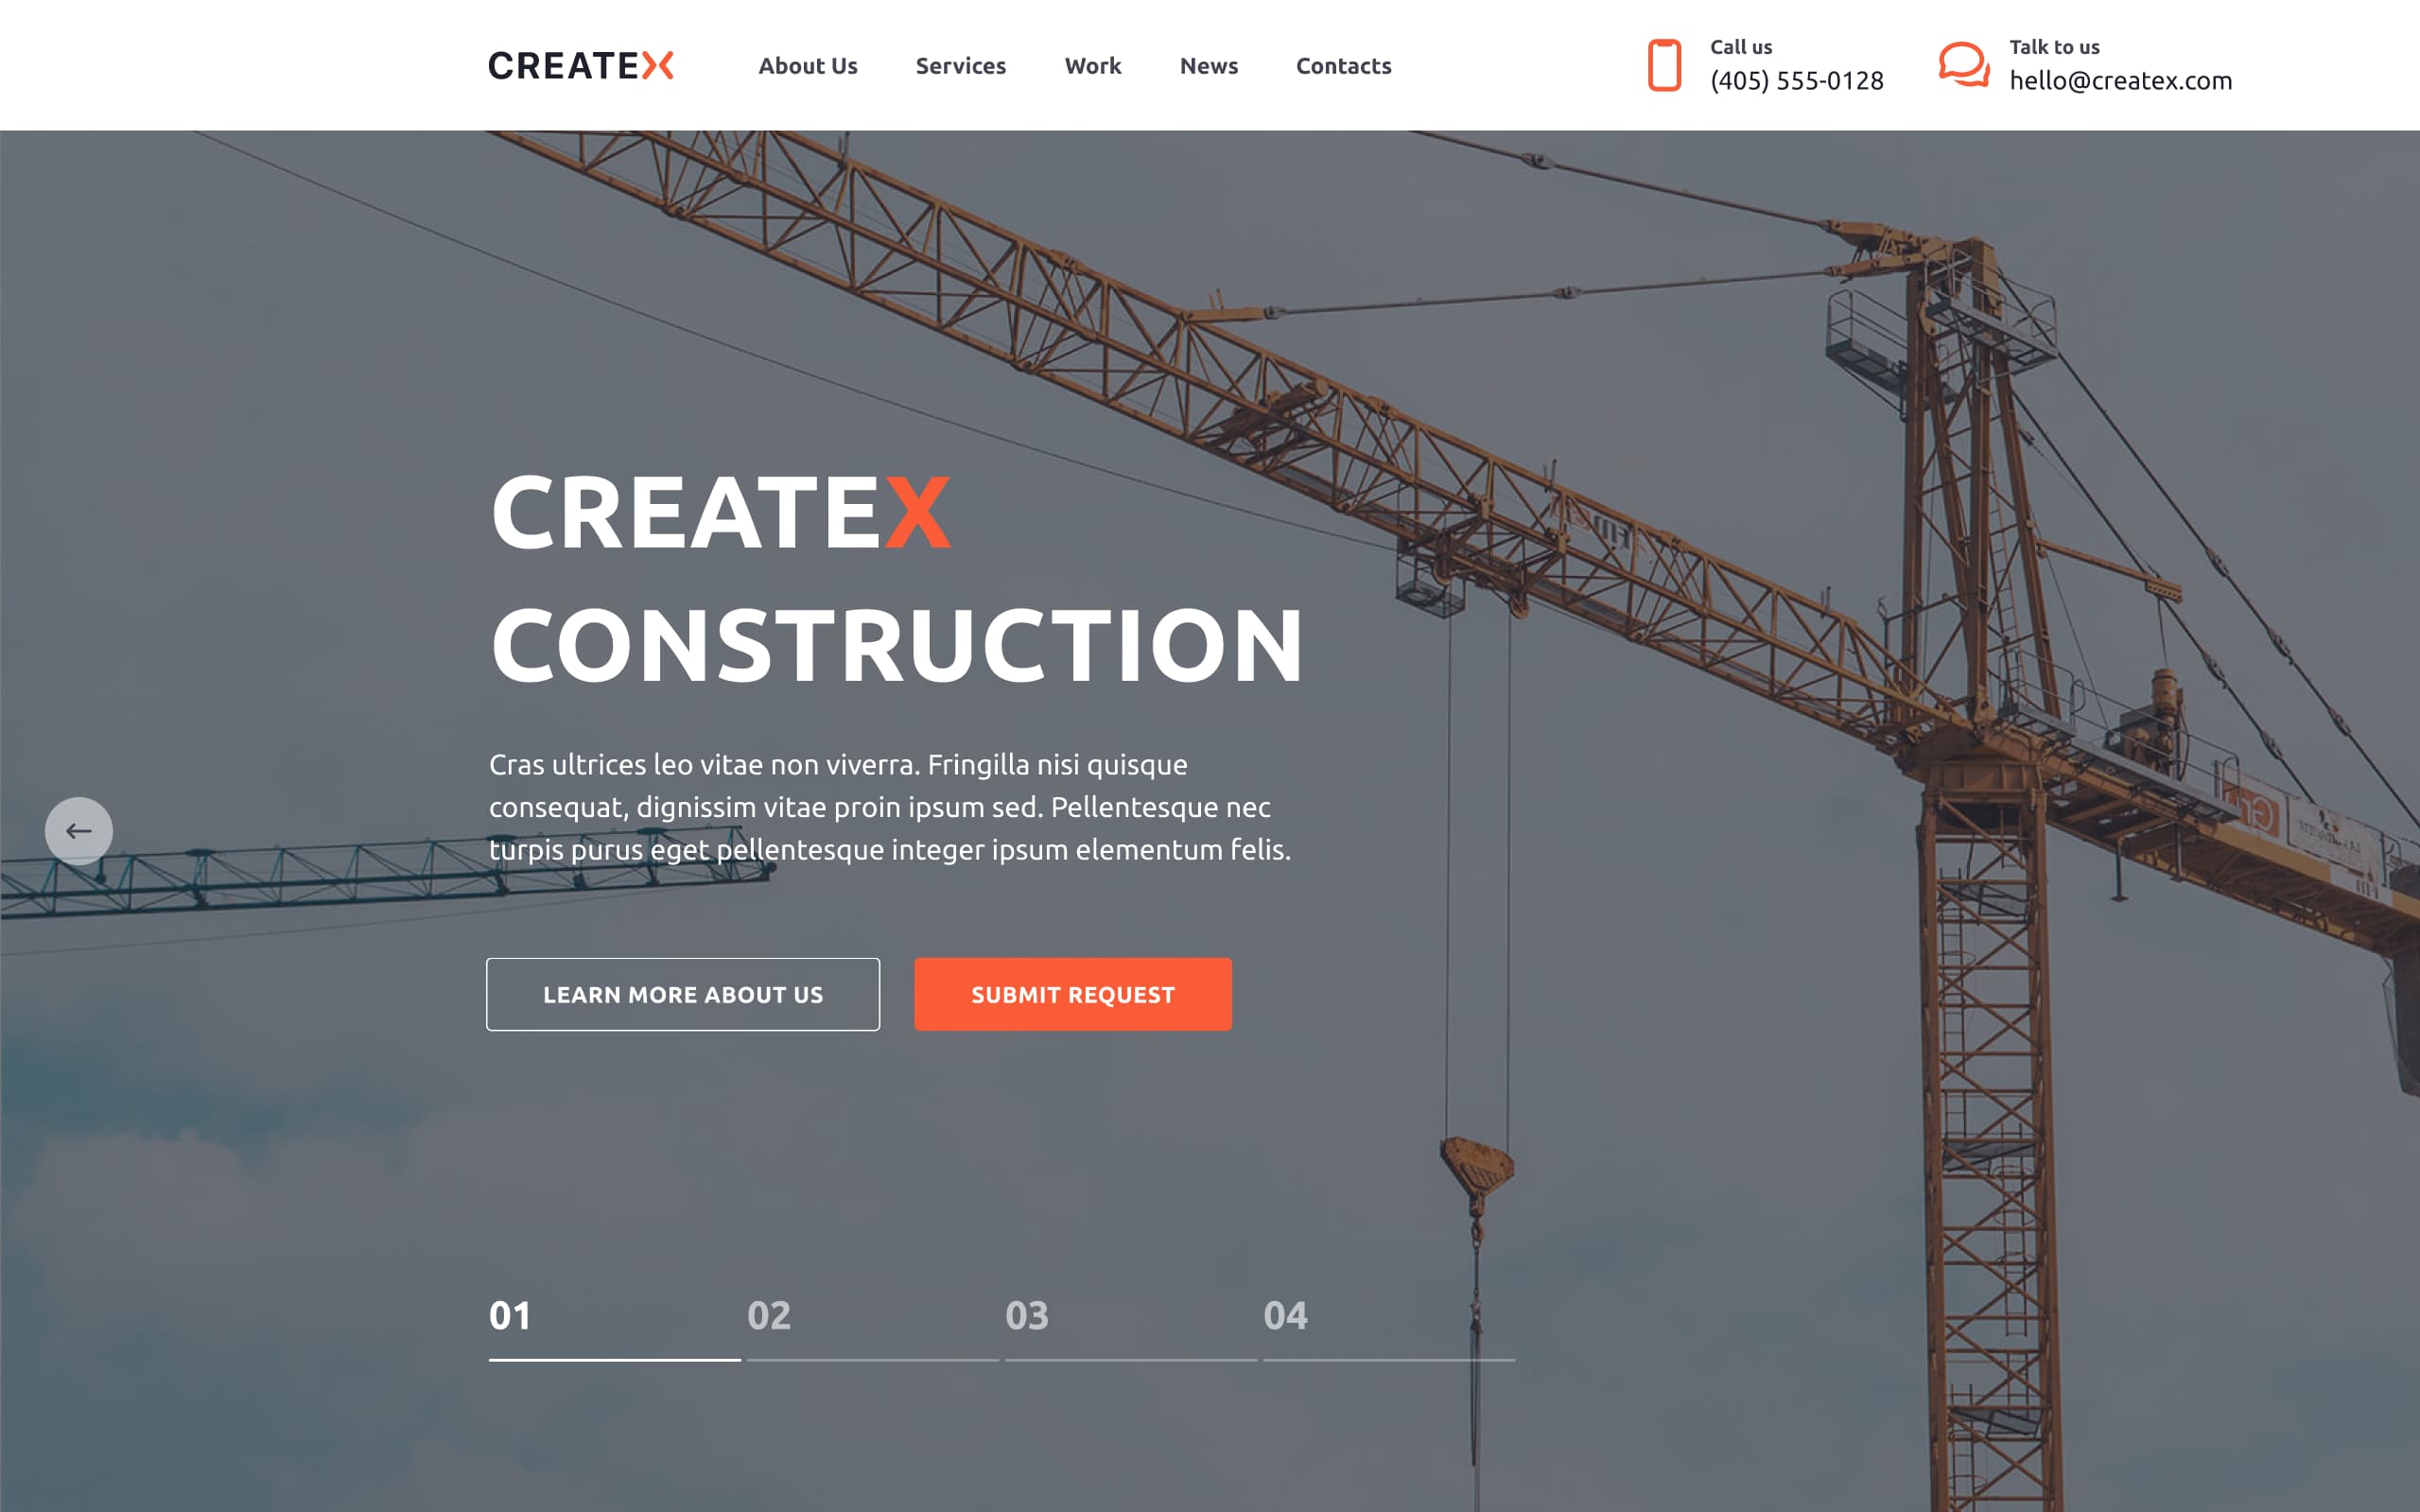 CREATEX
About Us
Services
Work
News
Contacts
Call us
(405) 555-0128
Talk to us
hello@createx.com
CREATEX
CONSTRUCTION
Cras ultrices leo vitae non viverra. Fringilla nisi quisque
consequat, dignissim vitae proin ipsum sed. Pellentesque nec
turpis purus eget pellentesque integer ipsum elementum felis.
LEARN MORE ABOUT US
SUBMIT REQUEST
01
02
03
04